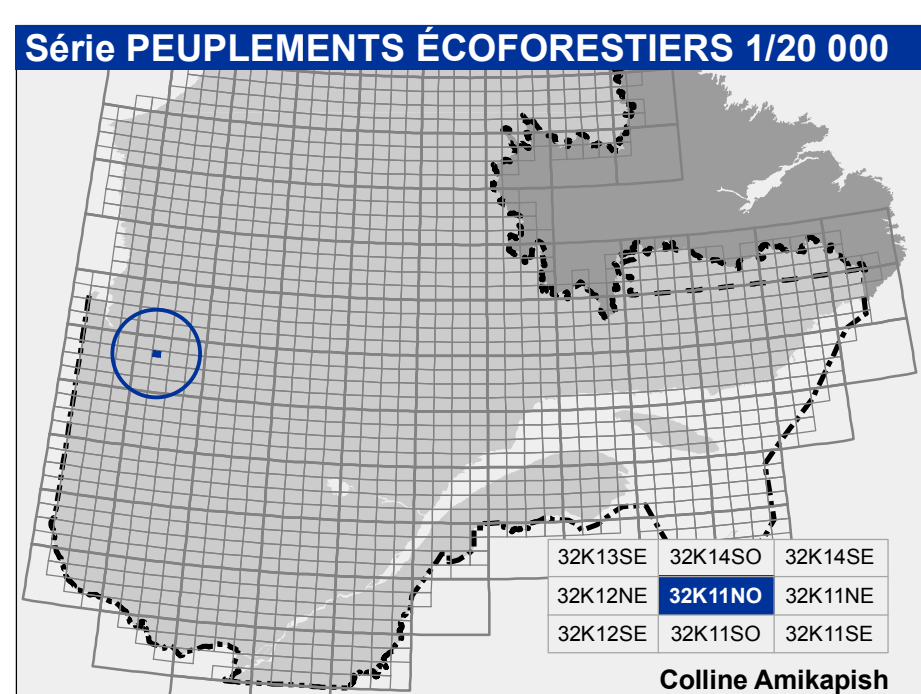 Série PEUPLEMENTS ÉCOFORESTIERS 1/20 000
32K13SE 32K14SO 32K14SE
32K12NE 32K11NO 32K11NE
32K12SE 32K11SO 32K11SE
Colline Amikapish